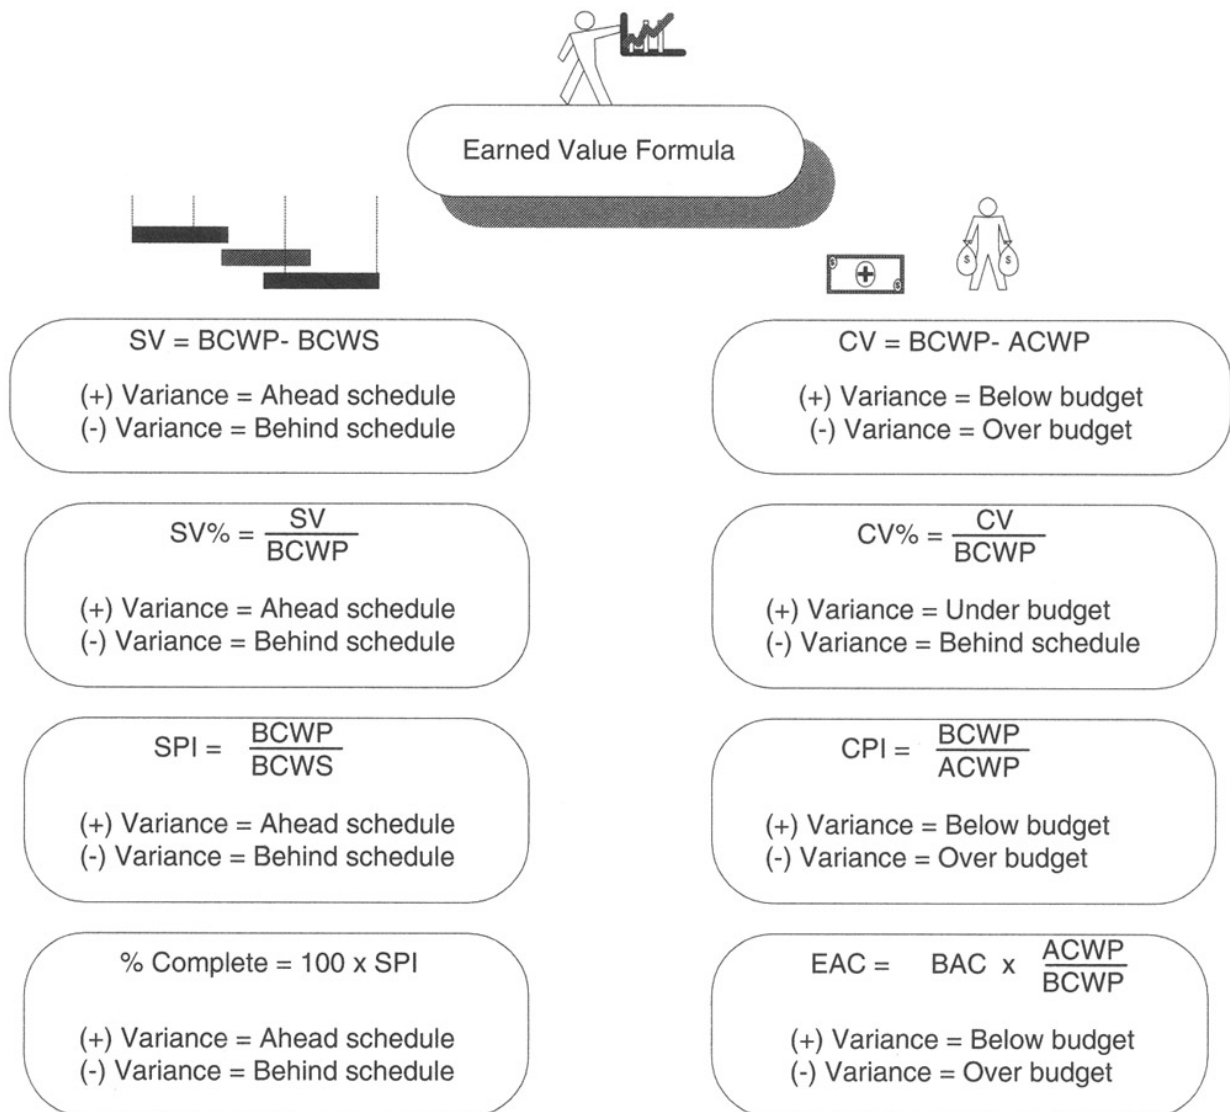 Earned Value Formula
SV = BCWP- BCWS
(+) Variance = Ahead schedule
(-) Variance = Behind schedule
CV = BCWP- ACWP
(+) Variance = Below budget
(-) Variance = Over budget
SV% = SV
BCWP
(+) Variance = Ahead schedule
(-) Variance = Behind schedule
CV% = CV
BCWP
(+) Variance = Under budget
(-) Variance = Behind schedule
SPI = BCWP
BCWS
(+) Variance = Ahead schedule
(-) Variance = Behind schedule
CPI = BCWP
ACWP
(+) Variance = Below budget
(-) Variance = Over budget
% Complete = 100 x SPI
(+) Variance = Ahead schedule
(-) Variance = Behind schedule
EAC = BAC x ACWP
BCWP
(+) Variance = Below budget
(-) Variance = Over budget